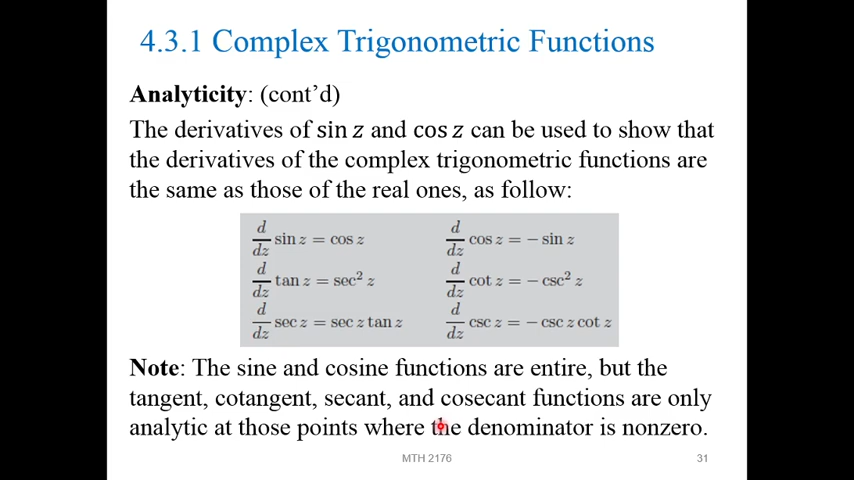 4.3.1 Complex Trigonometric Functions
Analyticity: (cont’d)
The derivatives of sin z and cos z can be used to show that
the derivatives of the complex trigonometric functions are
the same as those of the real ones, as follow:
d/dz sin z = cos z    d/dz cos z = − sin z
d/dz tan z = sec² z    d/dz cot z = − csc² z
d/dz sec z = sec z tan z    d/dz csc z = − csc z cot z
Note: The sine and cosine functions are entire, but the
tangent, cotangent, secant, and cosecant functions are only
analytic at those points where the denominator is nonzero.
MTH 2176
31